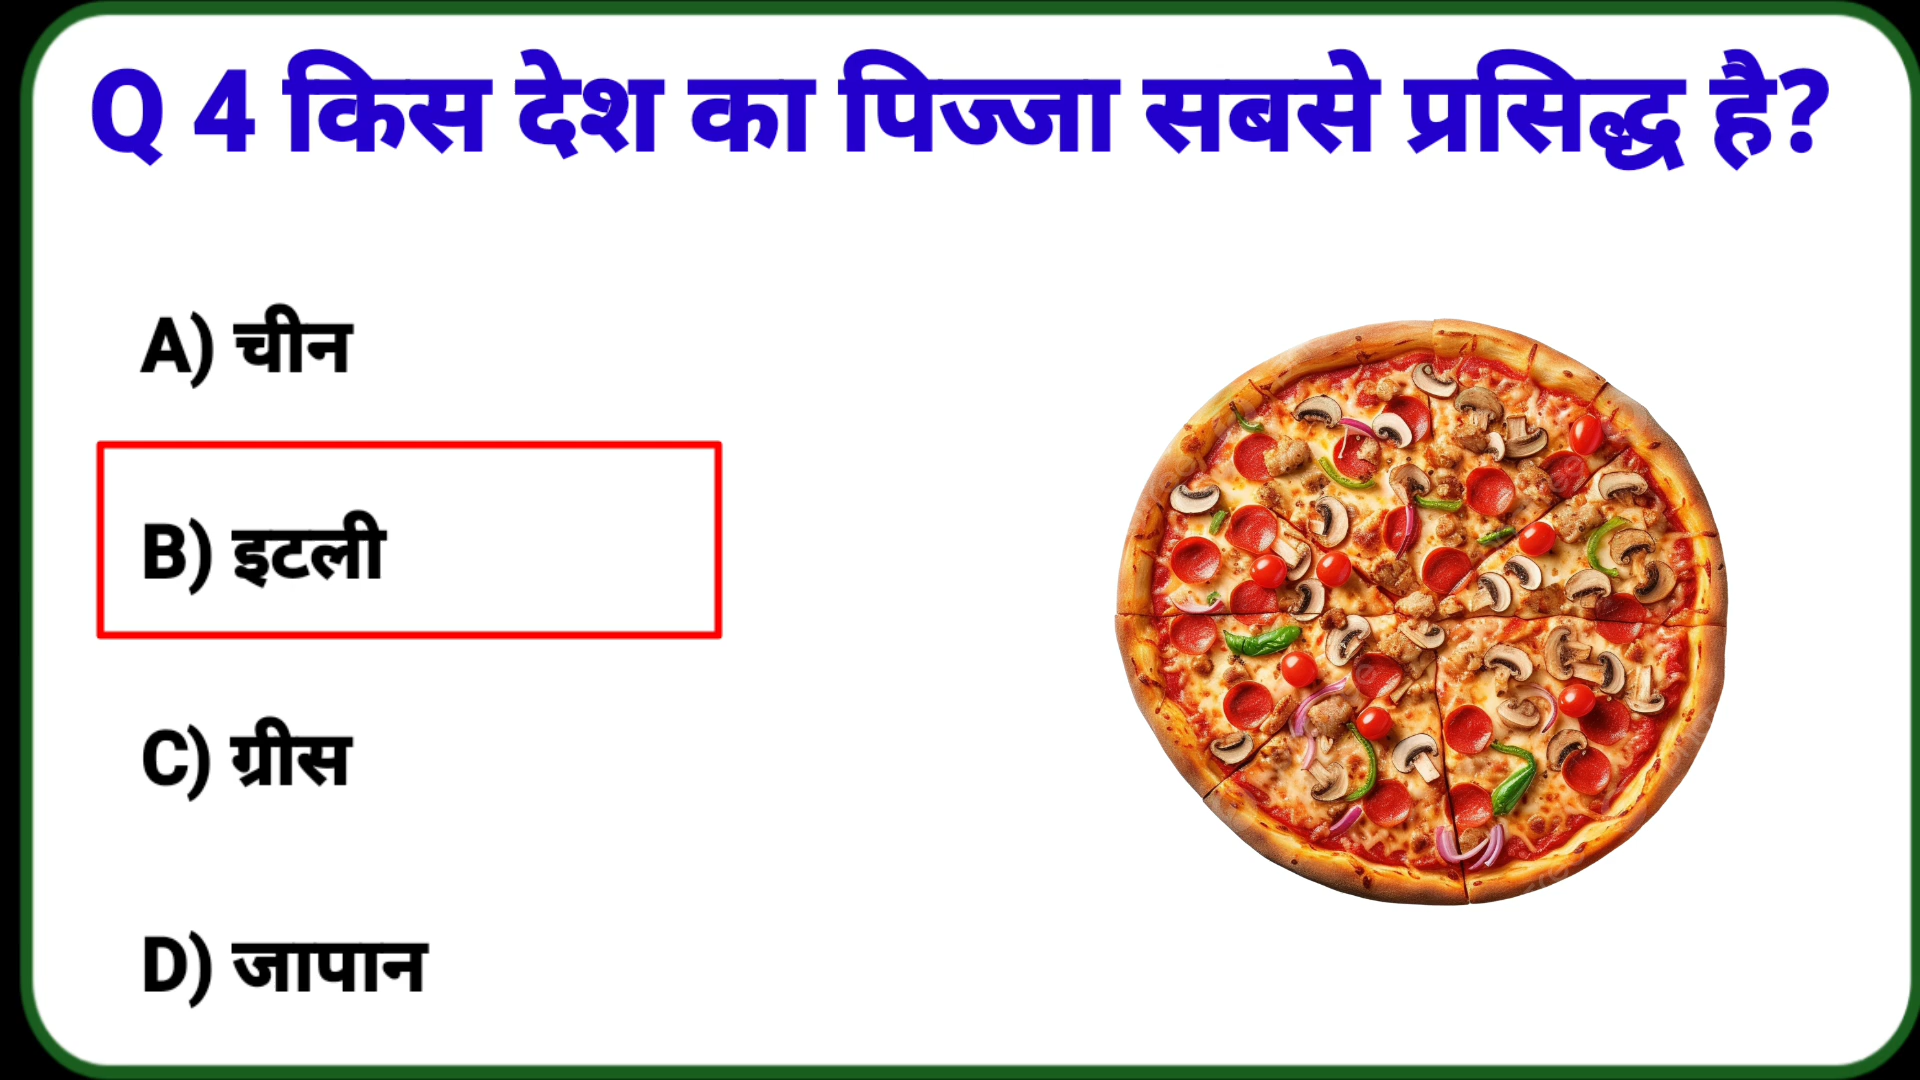 Q 4 किस देश का पिज्जा सबसे प्रसिद्ध है?
A) चीन
B) इटली
C) ग्रीस
D) जापान